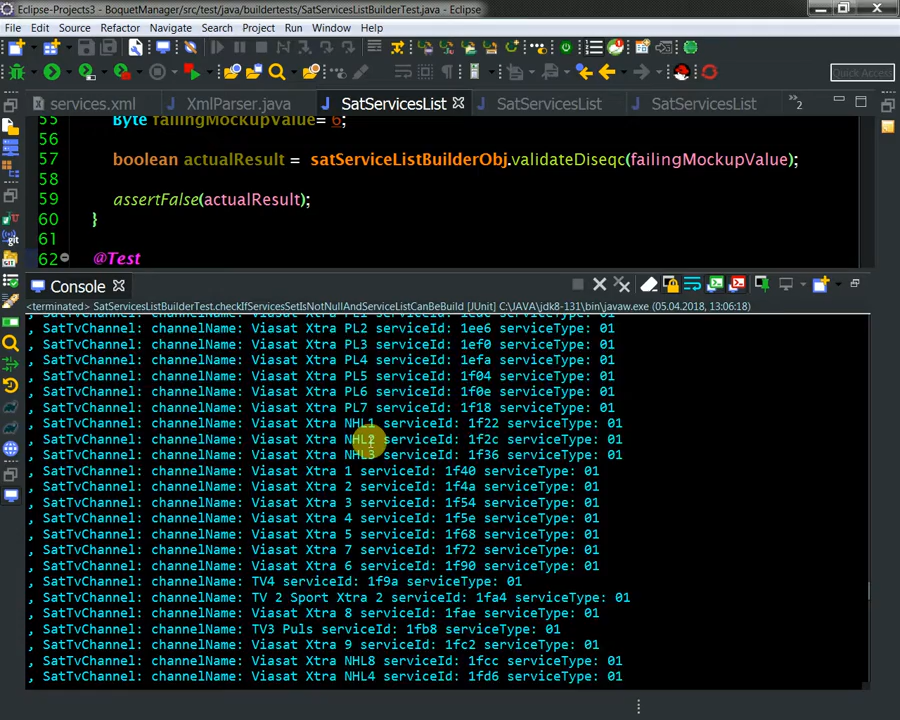 Eclipse-Projects3 - BoquetManager/src/test/java/buildertests/SatServicesListBuilderTest.java - Eclipse
File Edit Source Refactor Navigate Search Project Run Window Help
Quick Access
services.xml XmlParser.java SatServicesList SatServicesList SatServicesList »2
55 Byte failingMockupValue= 6;
56
57 boolean actualResult = satServiceListBuilderObj.validateDiseqc(failingMockupValue);
58
59 assertFalse(actualResult);
60 }
61
62 @Test
Console
<terminated> SatServicesListBuilderTest.checkIfServicesSetIsNotNullAndServiceListCanBeBuild [JUnit] C:\JAVA\jdk8-131\bin\javaw.exe (05.04.2018, 13:06:18)
, SatTvChannel: channelName: Viasat Xtra PL2 serviceId: 1ee6 serviceType: 01
, SatTvChannel: channelName: Viasat Xtra PL3 serviceId: 1ef0 serviceType: 01
, SatTvChannel: channelName: Viasat Xtra PL4 serviceId: 1efa serviceType: 01
, SatTvChannel: channelName: Viasat Xtra PL5 serviceId: 1f04 serviceType: 01
, SatTvChannel: channelName: Viasat Xtra PL6 serviceId: 1f0e serviceType: 01
, SatTvChannel: channelName: Viasat Xtra PL7 serviceId: 1f18 serviceType: 01
, SatTvChannel: channelName: Viasat Xtra NHL1 serviceId: 1f22 serviceType: 01
, SatTvChannel: channelName: Viasat Xtra NHL2 serviceId: 1f2c serviceType: 01
, SatTvChannel: channelName: Viasat Xtra NHL3 serviceId: 1f36 serviceType: 01
, SatTvChannel: channelName: Viasat Xtra 1 serviceId: 1f40 serviceType: 01
, SatTvChannel: channelName: Viasat Xtra 2 serviceId: 1f4a serviceType: 01
, SatTvChannel: channelName: Viasat Xtra 3 serviceId: 1f54 serviceType: 01
, SatTvChannel: channelName: Viasat Xtra 4 serviceId: 1f5e serviceType: 01
, SatTvChannel: channelName: Viasat Xtra 5 serviceId: 1f68 serviceType: 01
, SatTvChannel: channelName: Viasat Xtra 7 serviceId: 1f72 serviceType: 01
, SatTvChannel: channelName: Viasat Xtra 6 serviceId: 1f90 serviceType: 01
, SatTvChannel: channelName: TV4 serviceId: 1f9a serviceType: 01
, SatTvChannel: channelName: TV 2 Sport Xtra 2 serviceId: 1fa4 serviceType: 01
, SatTvChannel: channelName: Viasat Xtra 8 serviceId: 1fae serviceType: 01
, SatTvChannel: channelName: TV3 Puls serviceId: 1fb8 serviceType: 01
, SatTvChannel: channelName: Viasat Xtra 9 serviceId: 1fc2 serviceType: 01
, SatTvChannel: channelName: Viasat Xtra NHL8 serviceId: 1fcc serviceType: 01
, SatTvChannel: channelName: Viasat Xtra NHL4 serviceId: 1fd6 serviceType: 01